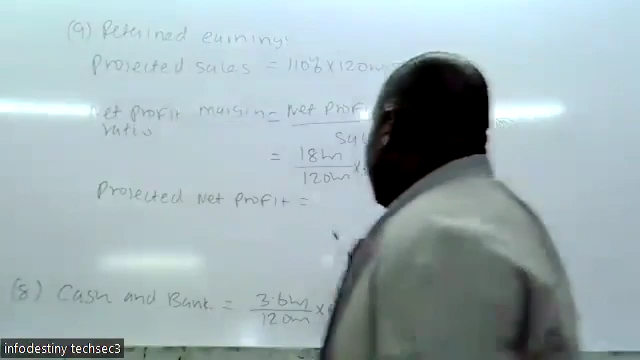 (9) Retained earnings:
Projected sales = 110% x 120m
Net profit margin = Net Profit
ratio
= 18m
120m x
Projected Net Profit =
(8) Cash and Bank = 3.6m x
120m
infodestiny techsec3